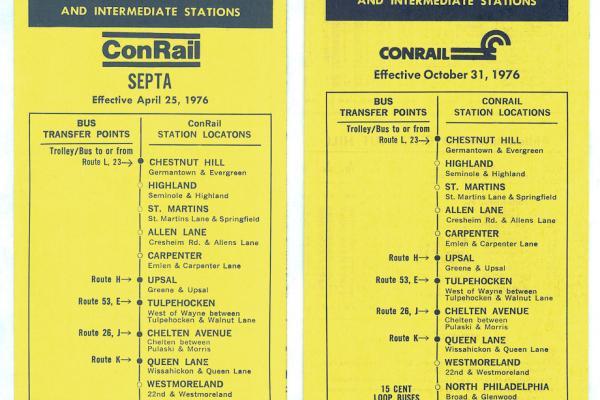 AND INTERMEDIATE STATIONS
ConRail
SEPTA
Effective April 25, 1976
BUS
TRANSFER POINTS
ConRail
STATION LOCATONS
Trolley/Bus to or from
Route L, 23→ CHESTNUT HILL
Germantown & Evergreen
HIGHLAND
Seminole & Highland
ST. MARTINS
St. Martins Lane & Springfield
ALLEN LANE
Cresheim Rd. & Allens Lane
CARPENTER
Emlen & Carpenter Lane
Route H→ UPSAL
Greene & Upsal
Route 53, E→ TULPEHOCKEN
West of Wayne between
Tulpehocken & Walnut Lane
Route 26, J→ CHELTEN AVENUE
Chelten between
Pulaski & Morris
Route K→ QUEEN LANE
Wissahickon & Queen Lane
WESTMORELAND
22nd & Westmoreland
AND INTERMEDIATE STATIONS
CONRAIL
Effective October 31, 1976
BUS
TRANSFER POINTS
CONRAIL
STATION LOCATIONS
Trolley/Bus to or from
Route L, 23→ CHESTNUT HILL
Germantown & Evergreen
HIGHLAND
Seminole & Highland
ST. MARTINS
St. Martins Lane & Springfield
ALLEN LANE
Cresheim Rd. & Allens Lane
CARPENTER
Emlen & Carpenter Lane
Route H→ UPSAL
Greene & Upsal
Route 53, E→ TULPEHOCKEN
West of Wayne between
Tulpehocken & Walnut Lane
Route 26, J→ CHELTEN AVENUE
Chelten between
Pulaski & Morris
Route K→ QUEEN LANE
Wissahickon & Queen Lane
WESTMORELAND
22nd & Westmoreland
15 CENT
LOOP BUSES
NORTH PHILADELPHIA
Broad & Glenwood